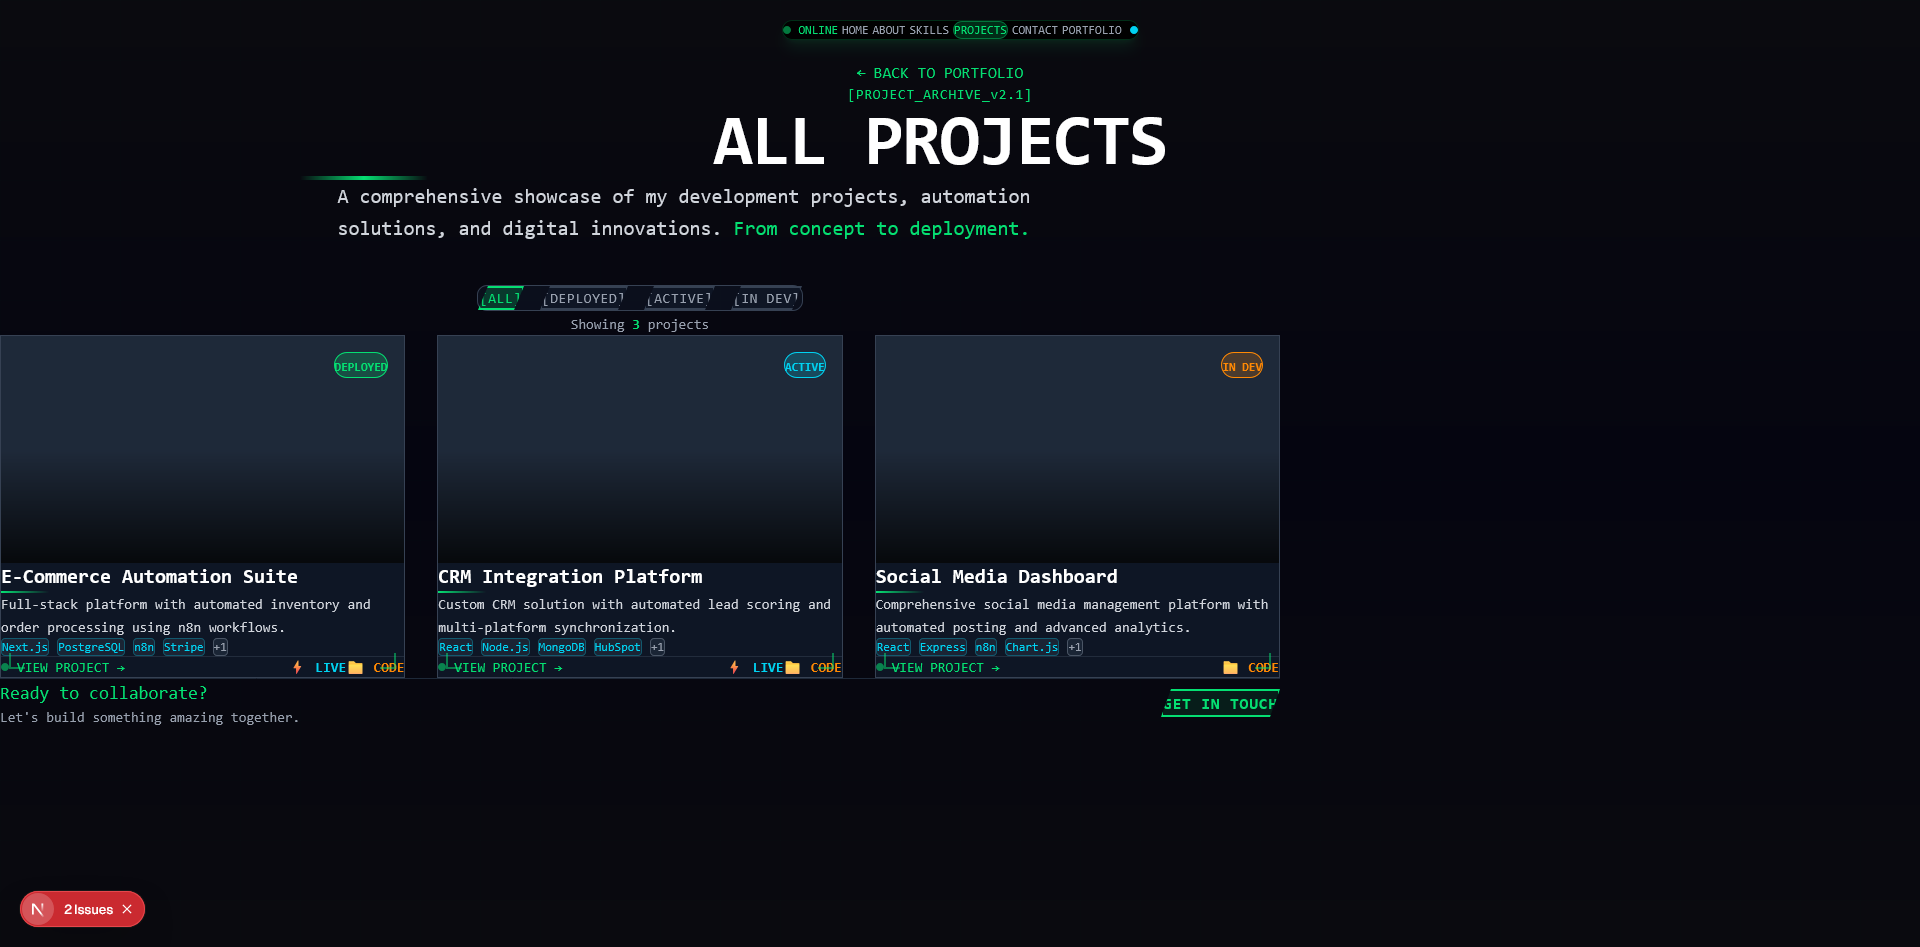 ONLINE HOME ABOUT SKILLS PROJECTS CONTACT PORTFOLIO
← BACK TO PORTFOLIO
[PROJECT_ARCHIVE_v2.1]
ALL PROJECTS
A comprehensive showcase of my development projects, automation
solutions, and digital innovations. From concept to deployment.
[ALL] [DEPLOYED] [ACTIVE] [IN DEV]
Showing 3 projects
DEPLOYED
E-Commerce Automation Suite
Full-stack platform with automated inventory and
order processing using n8n workflows.
Next.js PostgreSQL n8n Stripe +1
VIEW PROJECT → ⚡ LIVE 📁 CODE
ACTIVE
CRM Integration Platform
Custom CRM solution with automated lead scoring and
multi-platform synchronization.
React Node.js MongoDB HubSpot +1
VIEW PROJECT → ⚡ LIVE 📁 CODE
IN DEV
Social Media Dashboard
Comprehensive social media management platform with
automated posting and advanced analytics.
React Express n8n Chart.js +1
VIEW PROJECT → 📁 CODE
Ready to collaborate?
Let's build something amazing together.
GET IN TOUCH
N 2 Issues ×